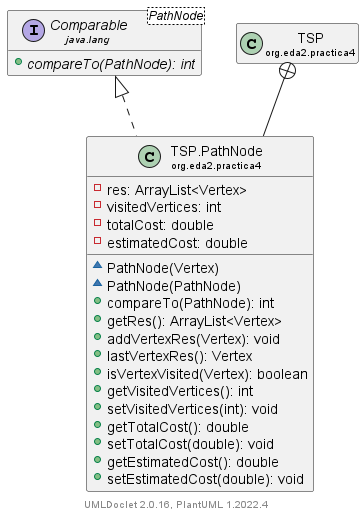 Comparable
java.lang
PathNode
compareTo(PathNode): int
TSP
org.eda2.practica4
TSP.PathNode
org.eda2.practica4
res: ArrayList<Vertex>
visitedVertices: int
totalCost: double
estimatedCost: double
PathNode(Vertex)
PathNode(PathNode)
compareTo(PathNode): int
getRes(): ArrayList<Vertex>
addVertexRes(Vertex): void
lastVertexRes(): Vertex
isVertexVisited(Vertex): boolean
getVisitedVertices(): int
setVisitedVertices(int): void
getTotalCost(): double
setTotalCost(double): void
getEstimatedCost(): double
setEstimatedCost(double): void
UMLDoclet 2.0.16, PlantUML 1.2022.4